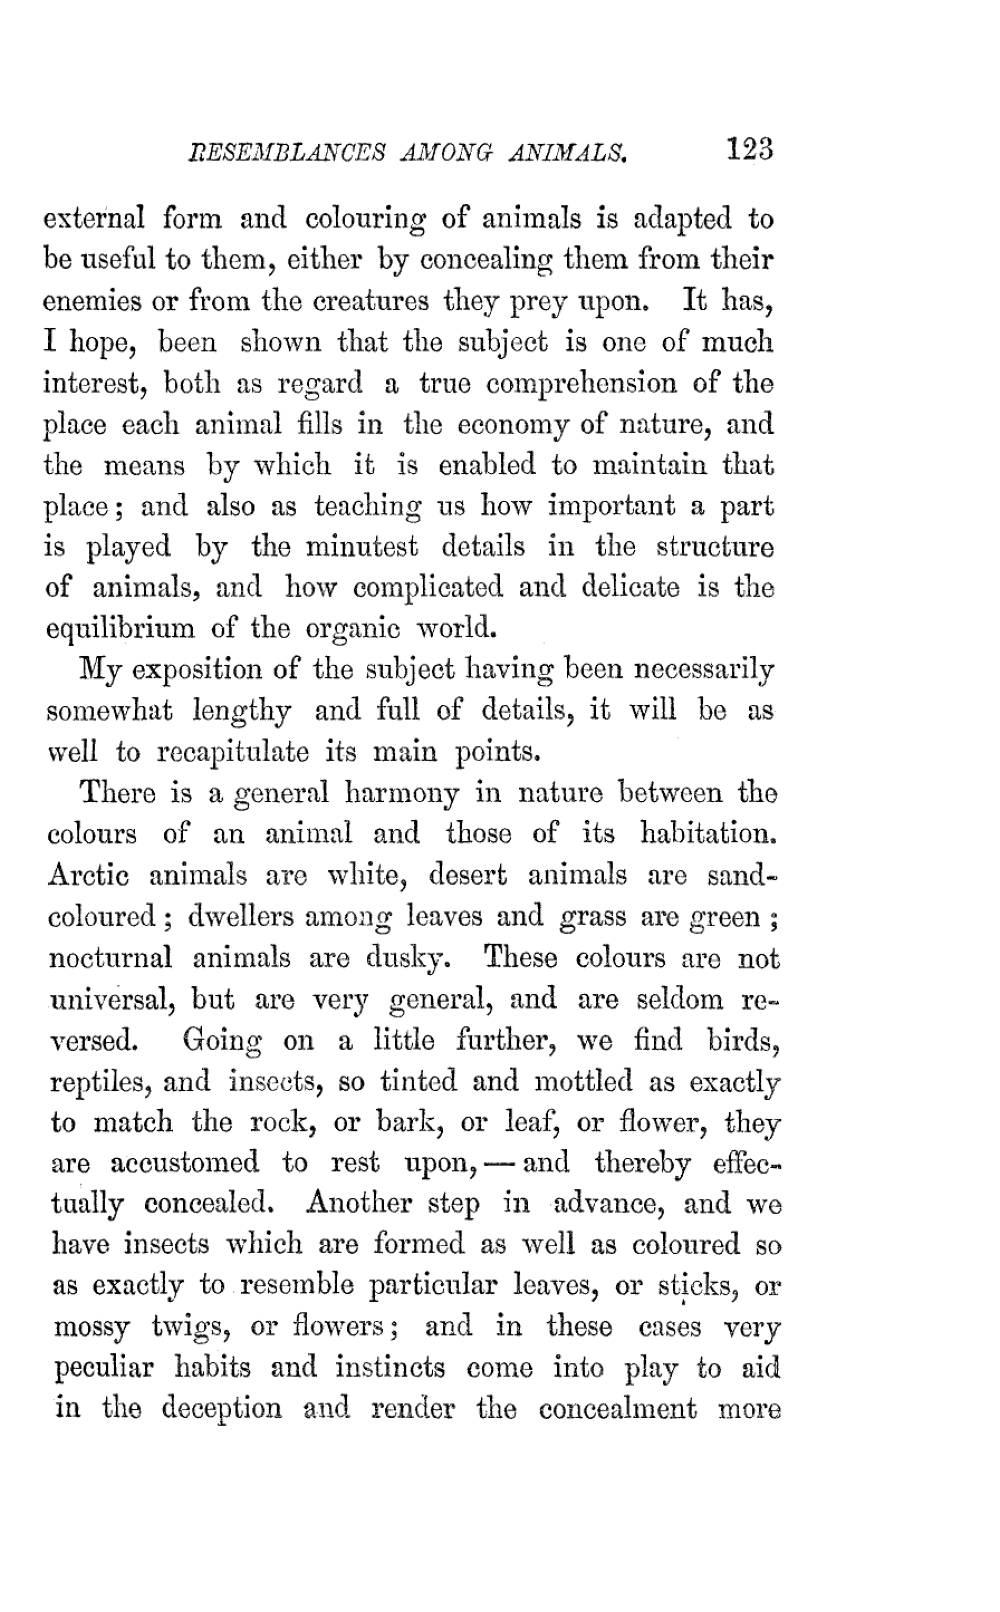 RESEMBLANCES AMONG ANIMALS. 123
external form and colouring of animals is adapted to
be useful to them, either by concealing them from their
enemies or from the creatures they prey upon. It has,
I hope, been shown that the subject is one of much
interest, both as regard a true comprehension of the
place each animal fills in the economy of nature, and
the means by which it is enabled to maintain that
place; and also as teaching us how important a part
is played by the minutest details in the structure
of animals, and how complicated and delicate is the
equilibrium of the organic world.
My exposition of the subject having been necessarily
somewhat lengthy and full of details, it will be as
well to recapitulate its main points.
There is a general harmony in nature between the
colours of an animal and those of its habitation.
Arctic animals are white, desert animals are sand-
coloured; dwellers among leaves and grass are green;
nocturnal animals are dusky. These colours are not
universal, but are very general, and are seldom re-
versed. Going on a little further, we find birds,
reptiles, and insects, so tinted and mottled as exactly
to match the rock, or bark, or leaf, or flower, they
are accustomed to rest upon,—and thereby effec-
tually concealed. Another step in advance, and we
have insects which are formed as well as coloured so
as exactly to resemble particular leaves, or sticks, or
mossy twigs, or flowers; and in these cases very
peculiar habits and instincts come into play to aid
in the deception and render the concealment more